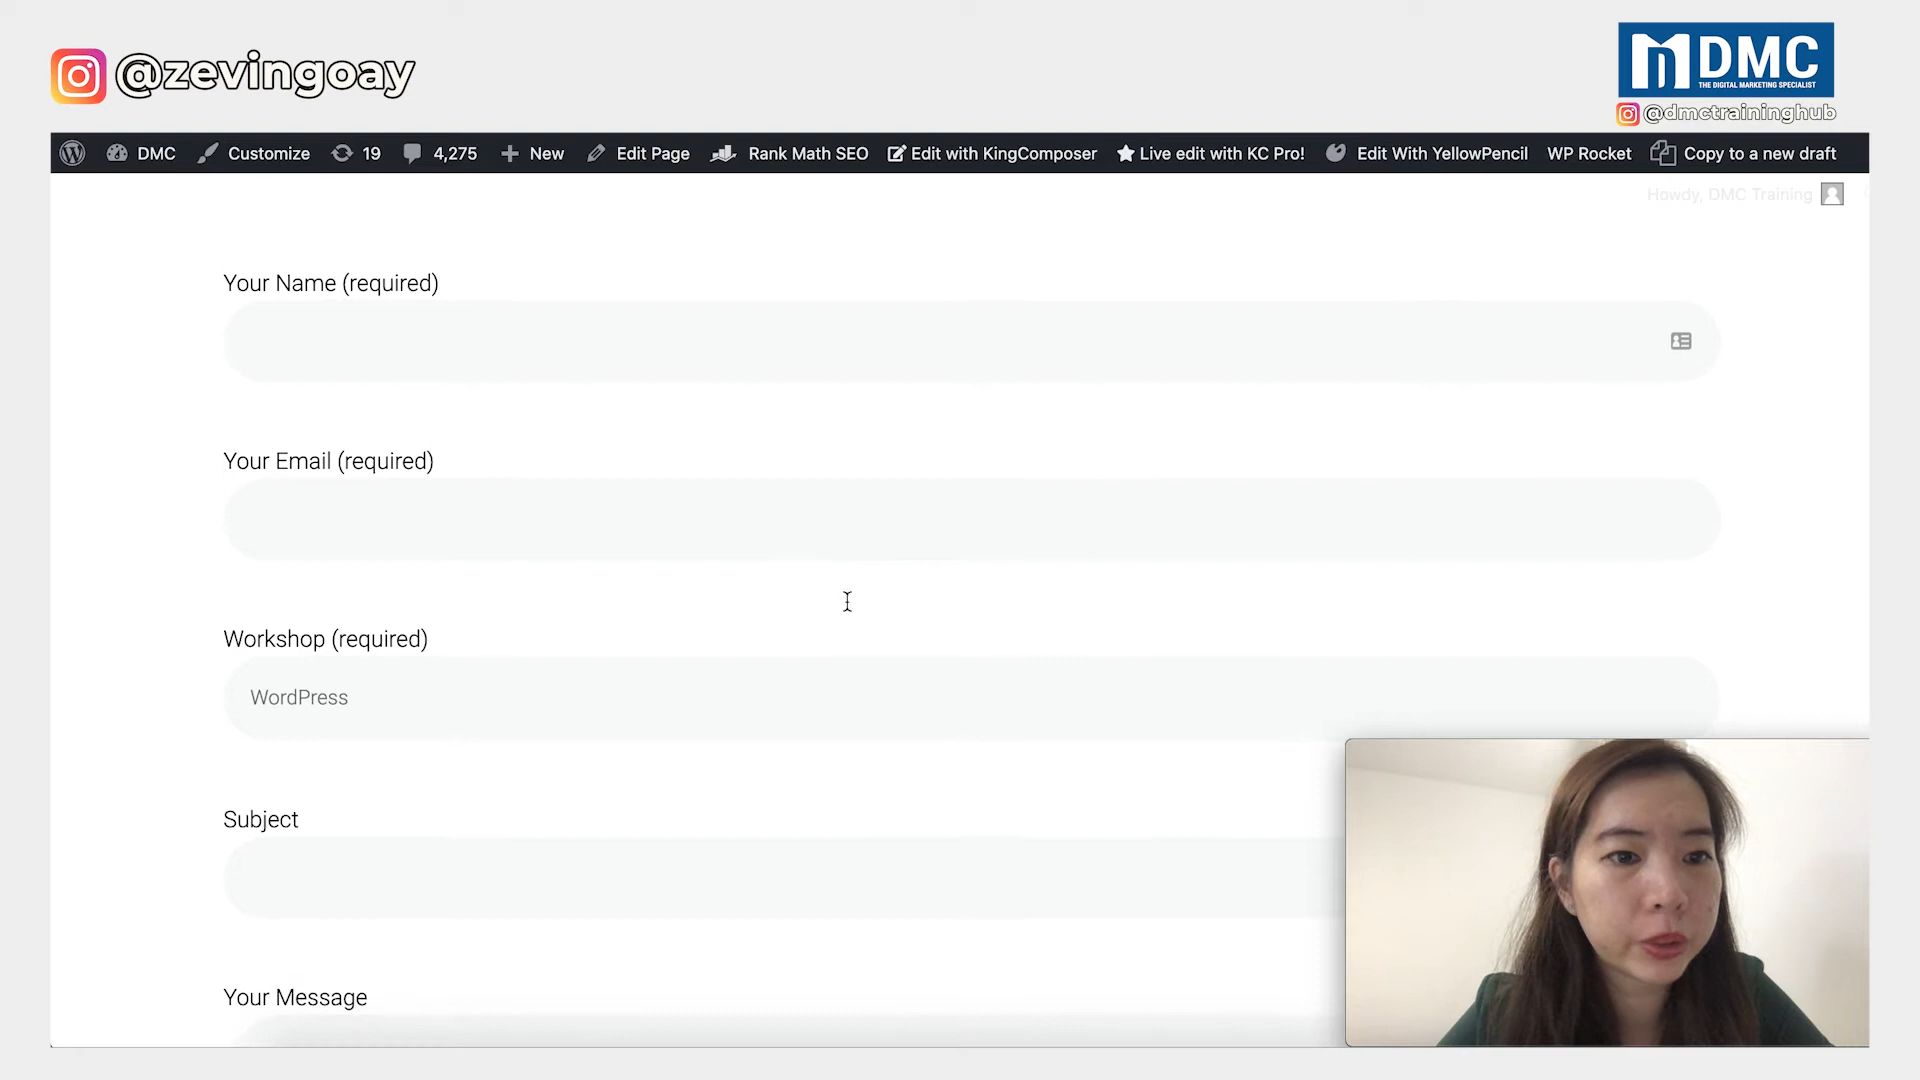 @zevingoay
DMC
THE DIGITAL MARKETING SPECIALIST
@dmctraininghub
DMC Customize 19 4,275 New Edit Page Rank Math SEO Edit with KingComposer Live edit with KC Pro! Edit With YellowPencil WP Rocket Copy to a new draft
Howdy, DMC Training
Your Name (required)
Your Email (required)
Workshop (required)
WordPress
Subject
Your Message